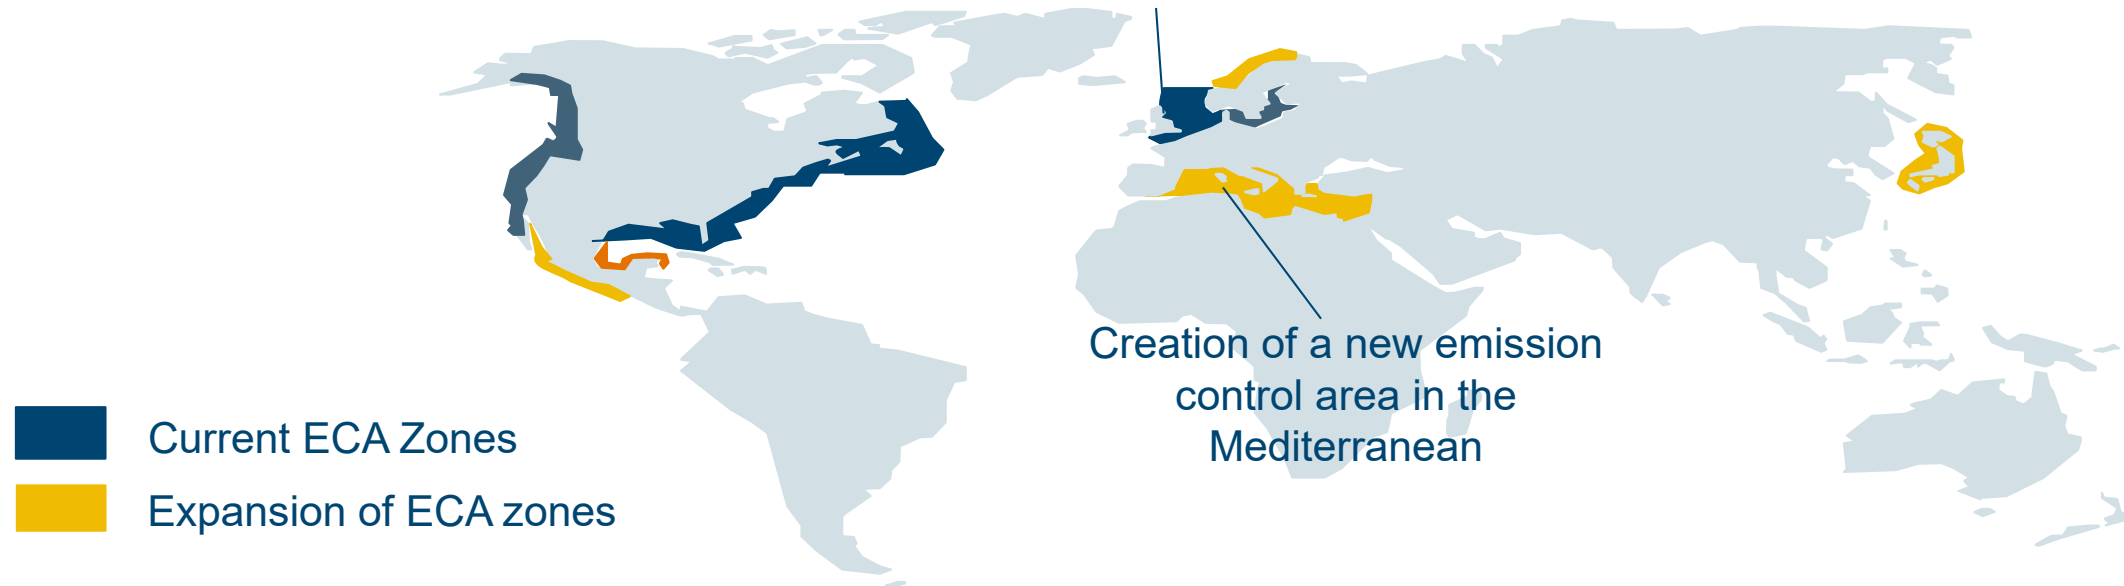 Creation of a new emission
control area in the
Mediterranean
Current ECA Zones
Expansion of ECA zones